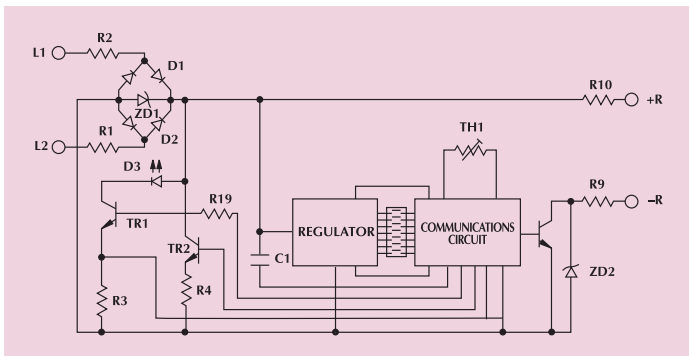 L1
R2
D1
ZD1
R10
+R
TH1
L2
R1
D2
D3
R19
R9
−R
TR1
REGULATOR
COMMUNICATIONS
CIRCUIT
TR2
C1
ZD2
R3
R4